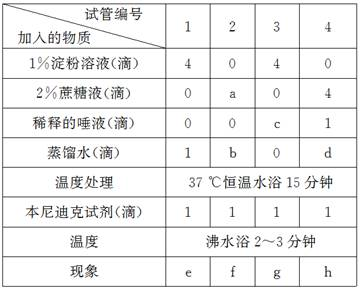 试管编号
加入的物质
1 2 3 4
1%淀粉溶液(滴) 4 0 4 0
2%蔗糖液(滴) 0 a 0 4
稀释的唾液(滴) 0 0 c 1
蒸馏水(滴) 1 b 0 d
温度处理 37 ℃恒温水浴 15 分钟
本尼迪克试剂(滴) 1 1 1 1
温度 沸水浴 2～3 分钟
现象 e f g h